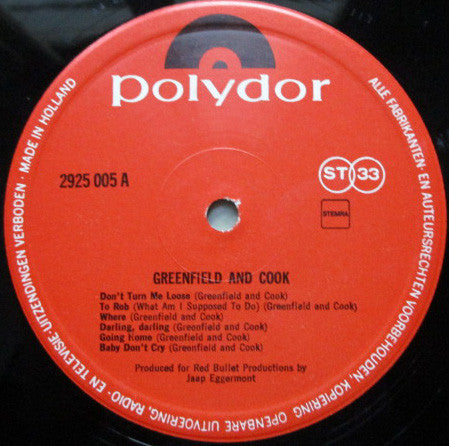 polydor
2925 005 A
ST 33
STEMRA
GREENFIELD AND COOK
Don't Turn Me Loose (Greenfield and Cook)
To Rob (What Am I Supposed To Do) (Greenfield and Cook)
Where (Greenfield and Cook)
Darling, darling (Greenfield and Cook)
Going Home (Greenfield and Cook)
Baby Don't Cry (Greenfield and Cook)
Produced for Red Bullet Productions by
Jaap Eggermont
ALLE FABRIKANTEN- EN AUTEURSRECHTEN VOORBEHOUDEN, KOPIERING OPENBARE UITVOERING, RADIO- EN TELEVISIE-UITZENDINGEN VERBODEN · MADE IN HOLLAND